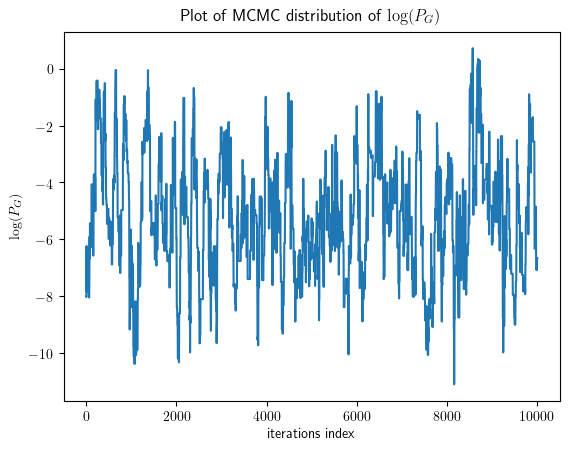 Plot of MCMC distribution of log(P_G)
log(P_G)
0
−2
−4
−6
−8
−10
0 2000 4000 6000 8000 10000
iterations index